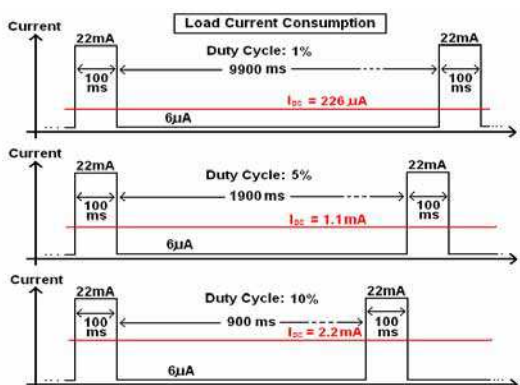 Load Current Consumption
Current
22mA
Duty Cycle: 1%
22mA
100 ms
9900 ms
100 ms
IDC = 226 µA
6µA
Current
22mA
Duty Cycle: 5%
22mA
100 ms
1900 ms
100 ms
IDC = 1.1mA
6µA
Current
22mA
Duty Cycle: 10%
22mA
100 ms
900 ms
100 ms
IDC = 2.2mA
6µA